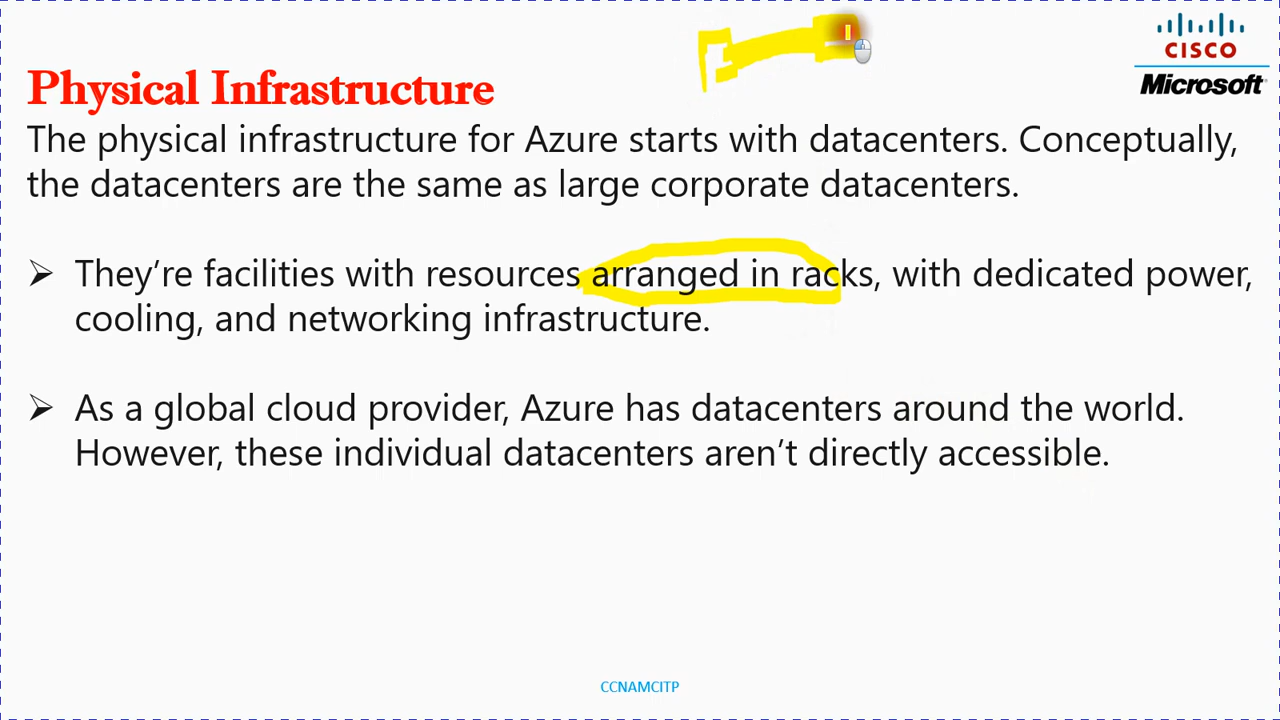 CISCO
Microsoft
Physical Infrastructure
The physical infrastructure for Azure starts with datacenters. Conceptually,
the datacenters are the same as large corporate datacenters.
➢ They’re facilities with resources arranged in racks, with dedicated power,
cooling, and networking infrastructure.
➢ As a global cloud provider, Azure has datacenters around the world.
However, these individual datacenters aren’t directly accessible.
CCNAMCITP